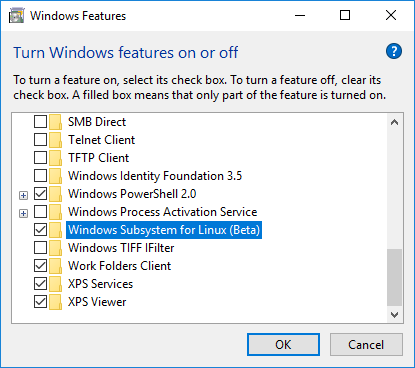 Windows Features
Turn Windows features on or off
?
To turn a feature on, select its check box. To turn a feature off, clear its
check box. A filled box means that only part of the feature is turned on.
SMB Direct
Telnet Client
TFTP Client
Windows Identity Foundation 3.5
Windows PowerShell 2.0
Windows Process Activation Service
Windows Subsystem for Linux (Beta)
Windows TIFF IFilter
Work Folders Client
XPS Services
XPS Viewer
OK
Cancel